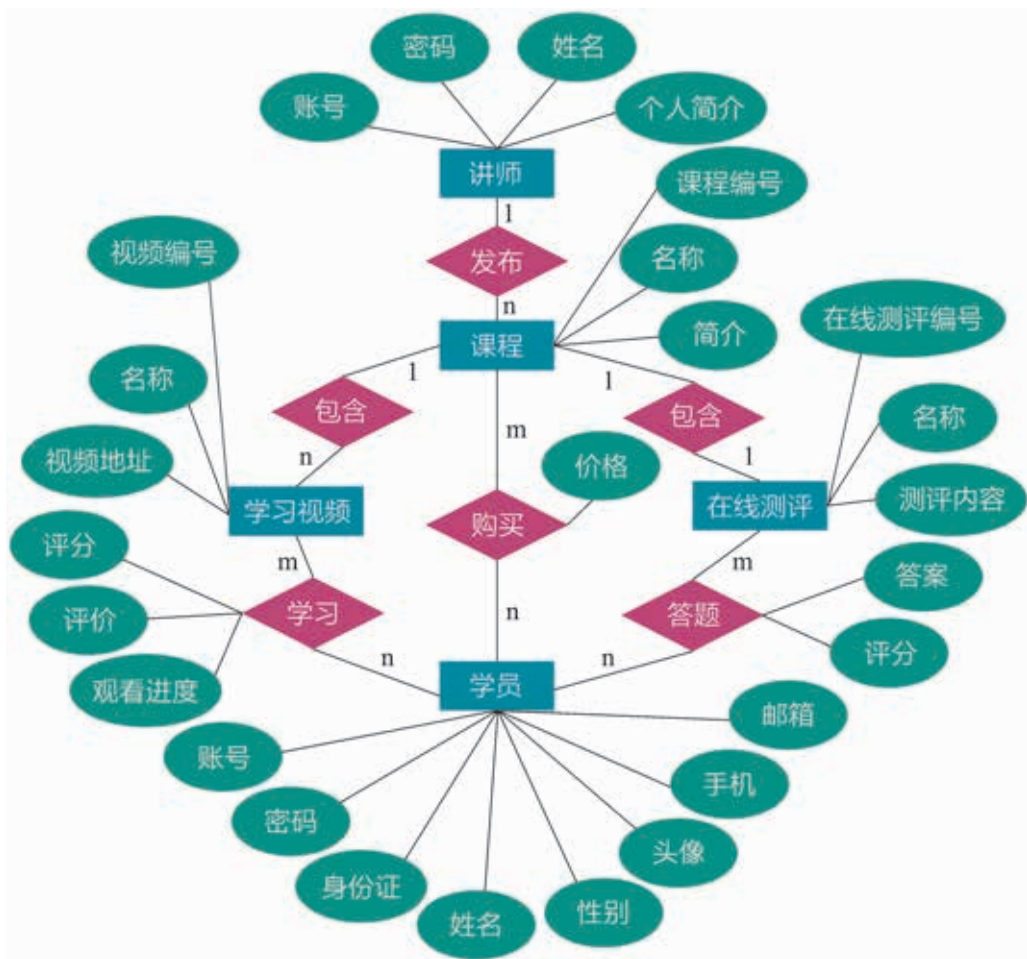 密码
姓名
账号
个人简介
讲师
课程编号
1
视频编号
发布
名称
n
在线测评编号
课程
简介
1
1
名称
包含
包含
名称
m
视频地址
n
价格
1
学习视频
购买
在线测评
测评内容
评分
m
m
答案
评价
学习
n
答题
评分
观看进度
n
n
学员
邮箱
账号
手机
密码
头像
身份证
姓名
性别